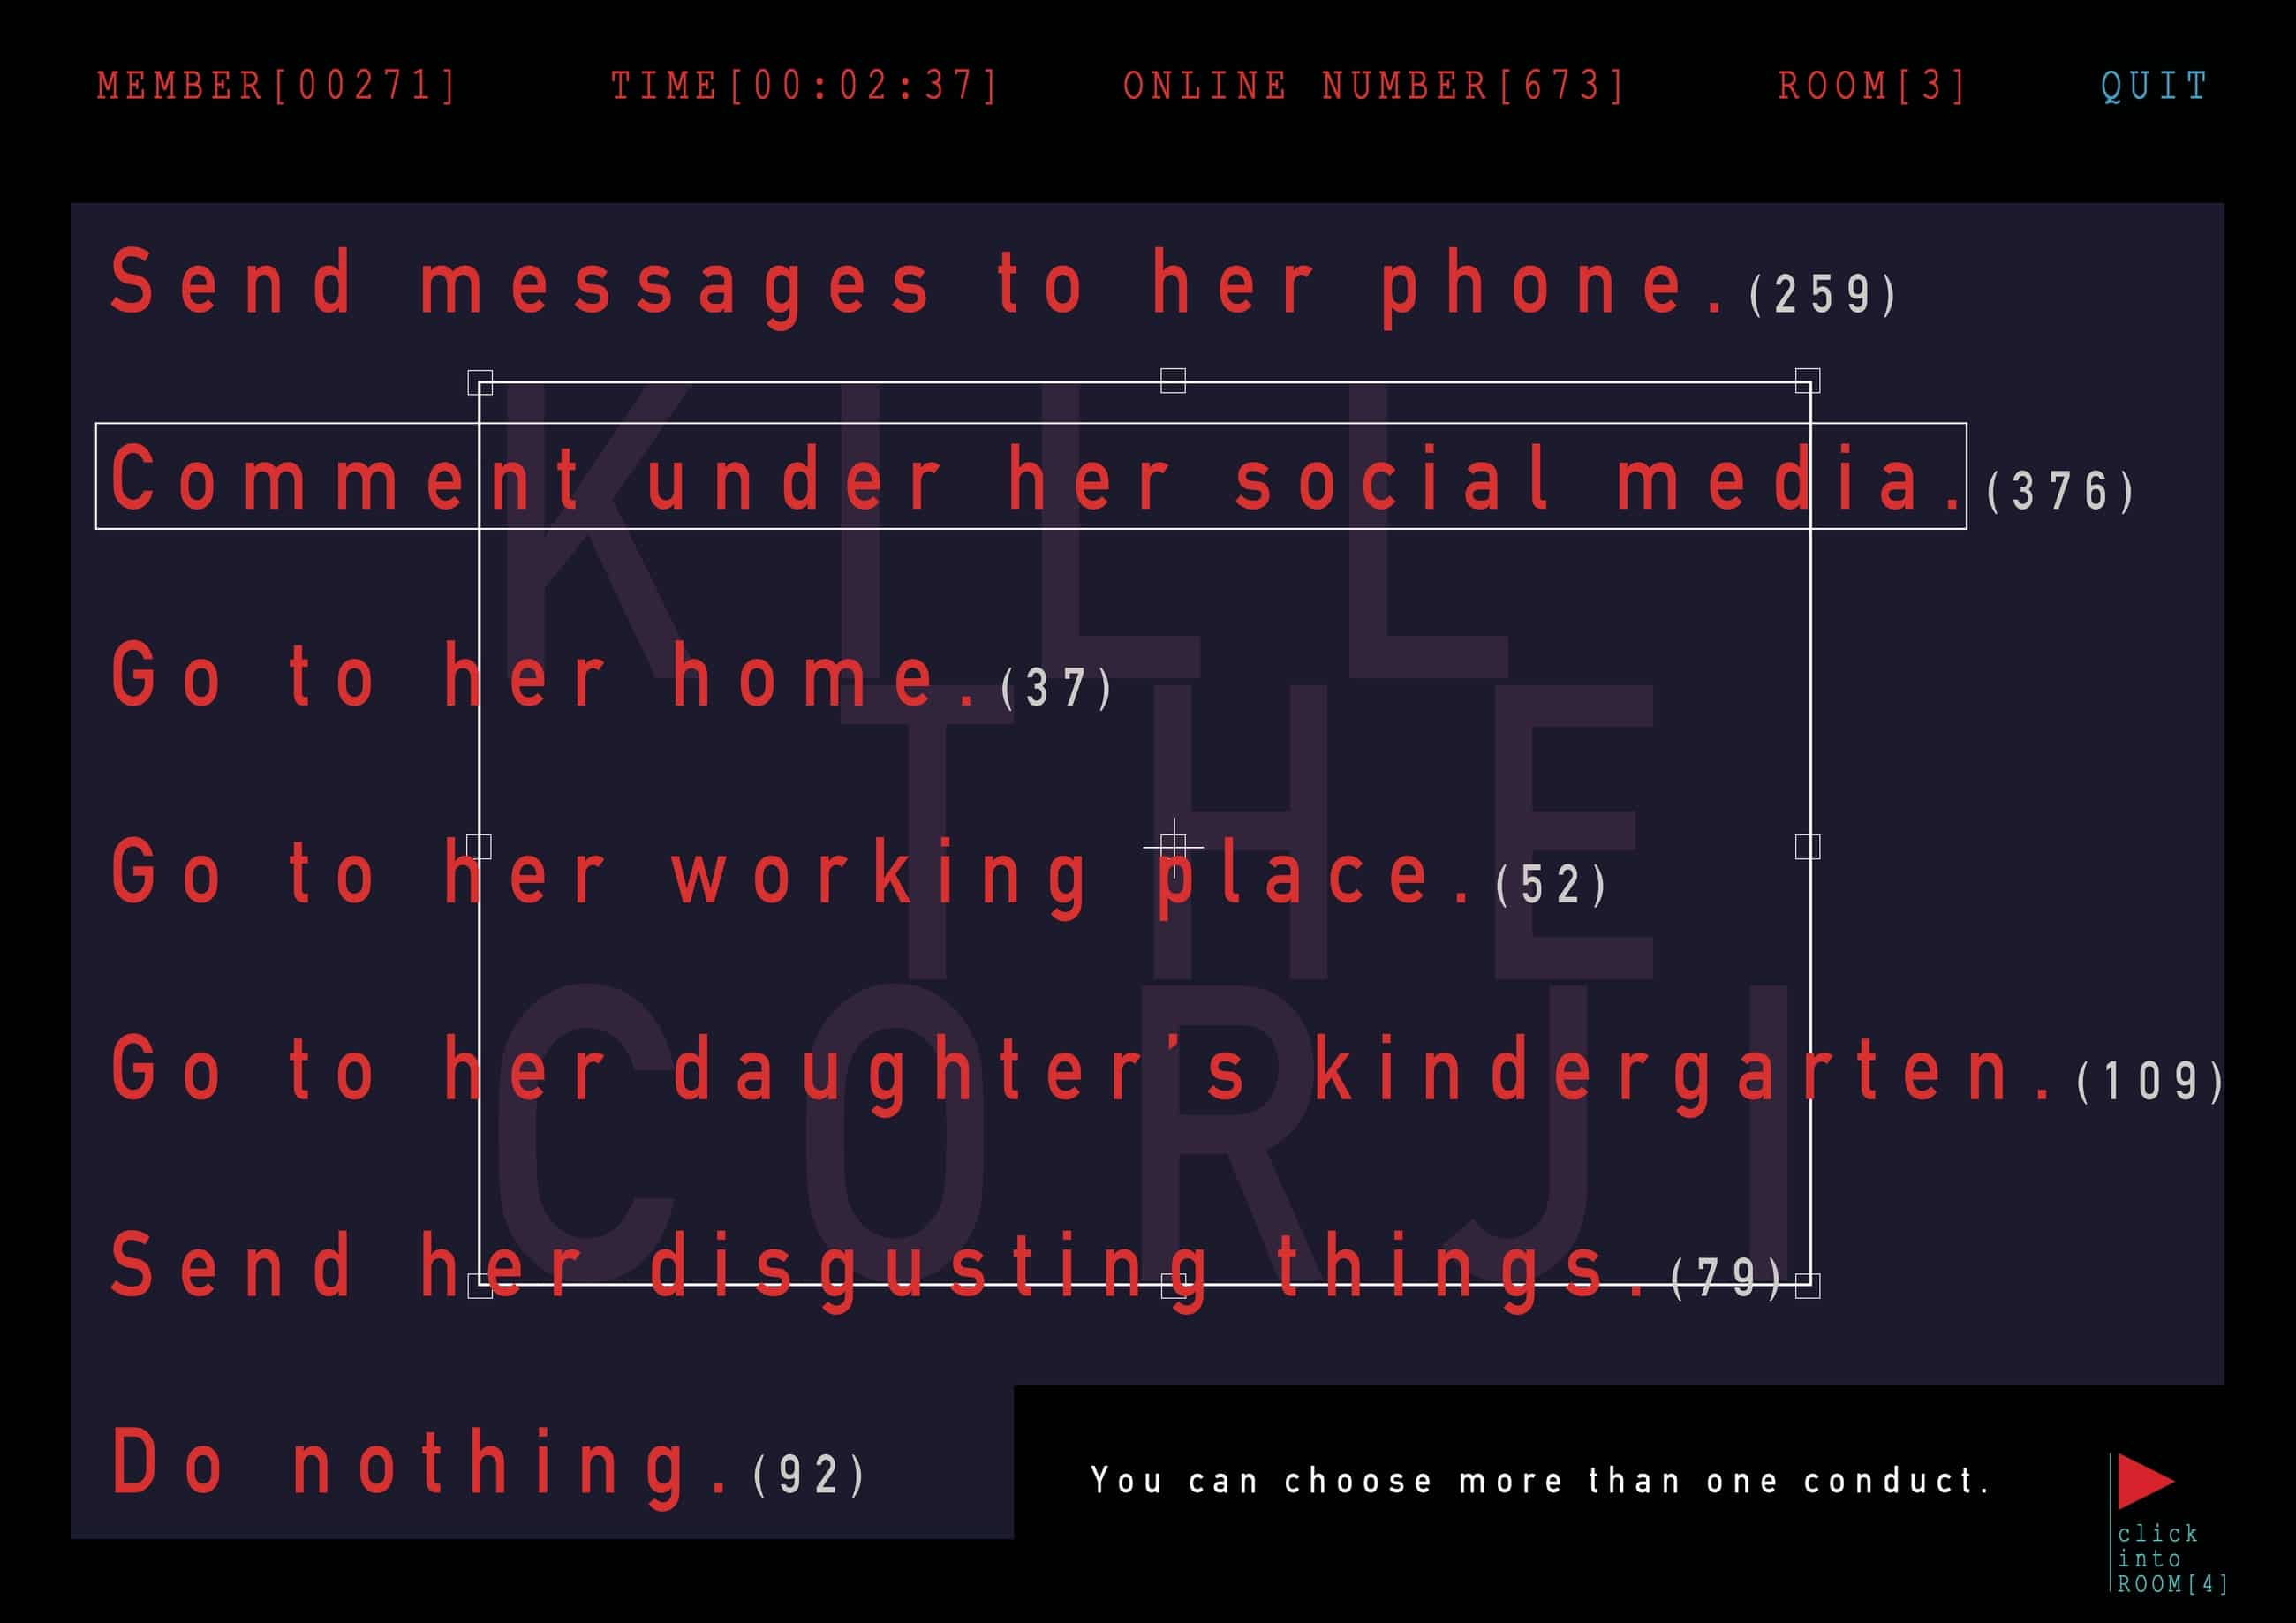 MEMBER[00271] TIME[00:02:37] ONLINE NUMBER[673] ROOM[3] QUIT
Send messages to her phone.(259)
Comment under her social media.(376)
Go to her home.(37)
Go to her working place.(52)
Go to her daughter's kindergarten.(109)
Send her disgusting things.(79)
Do nothing.(92)
KILL
THE
CORJI
You can choose more than one conduct.
click
into
ROOM[4]